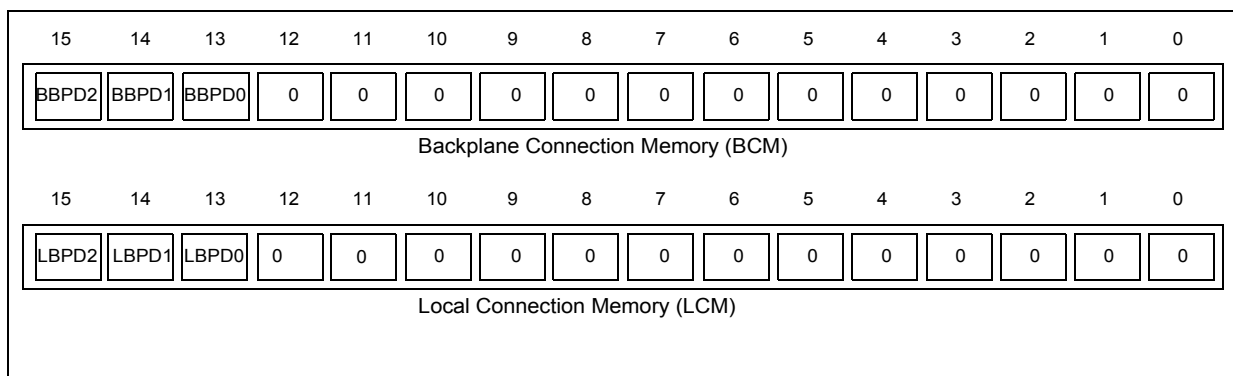 15 14 13 12 11 10 9 8 7 6 5 4 3 2 1 0
BBPD2 BBPD1 BBPD0 0 0 0 0 0 0 0 0 0 0 0 0 0
Backplane Connection Memory (BCM)
15 14 13 12 11 10 9 8 7 6 5 4 3 2 1 0
LBPD2 LBPD1 LBPD0 0 0 0 0 0 0 0 0 0 0 0 0 0
Local Connection Memory (LCM)